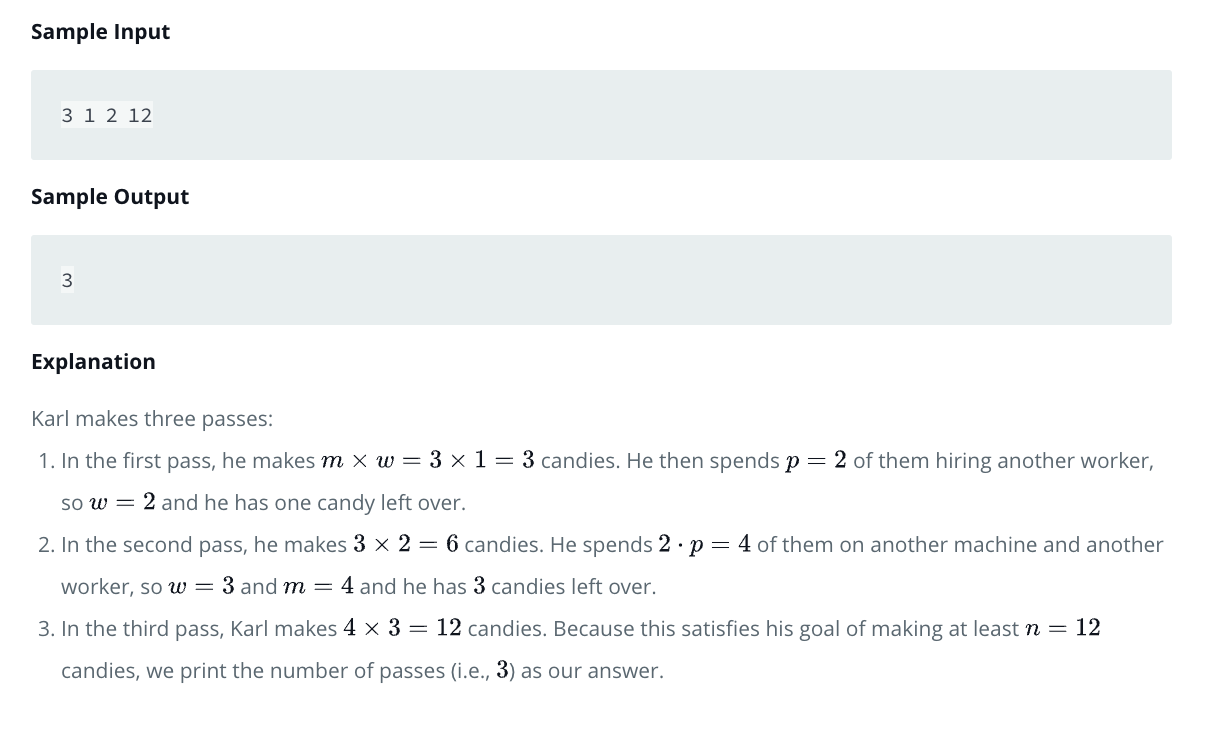 Sample Input
3 1 2 12
Sample Output
3
Explanation
Karl makes three passes:
1. In the first pass, he makes m × w = 3 × 1 = 3 candies. He then spends p = 2 of them hiring another worker,
so w = 2 and he has one candy left over.
2. In the second pass, he makes 3 × 2 = 6 candies. He spends 2 · p = 4 of them on another machine and another
worker, so w = 3 and m = 4 and he has 3 candies left over.
3. In the third pass, Karl makes 4 × 3 = 12 candies. Because this satisfies his goal of making at least n = 12
candies, we print the number of passes (i.e., 3) as our answer.